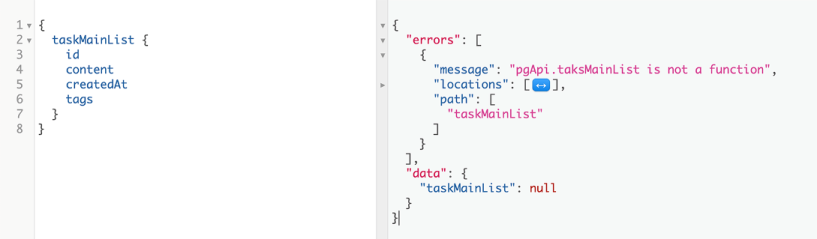 1 {
2 taskMainList {
3 id
4 content
5 createdAt
6 tags
7 }
8 }
{
"errors": [
{
"message": "pgApi.taksMainList is not a function",
"locations": [↔],
"path": [
"taskMainList"
]
}
],
"data": {
"taskMainList": null
}
}